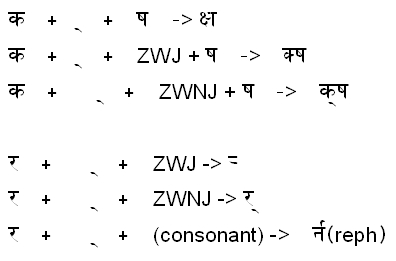 क + ् + ष -> क्ष
क + ् + ZWJ + ष -> क्‍ष
क + ् + ZWNJ + ष -> क्‌ष
र + ् + ZWJ -> र्‍
र + ् + ZWNJ -> र्‌
र + ् + (consonant) -> र्न(reph)